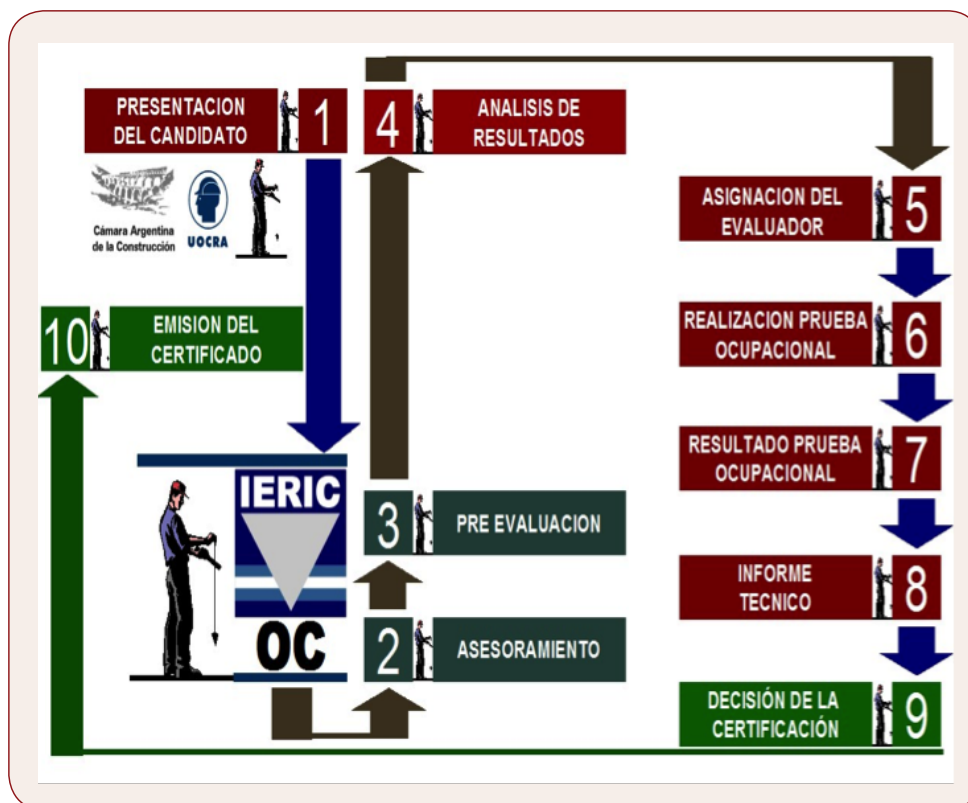 PRESENTACION
DEL CANDIDATO
1
Cámara Argentina
de la Construcción
UOCRA
IERIC
OC
2
ASESORAMIENTO
3
PRE EVALUACION
4
ANALISIS DE
RESULTADOS
ASIGNACION DEL
EVALUADOR
5
REALIZACION PRUEBA
OCUPACIONAL
6
RESULTADO PRUEBA
OCUPACIONAL
7
INFORME
TECNICO
8
DECISIÓN DE LA
CERTIFICACIÓN
9
10
EMISION DEL
CERTIFICADO